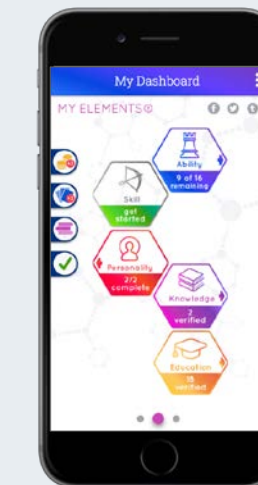 My Dashboard
MY ELEMENTS®
Ability
9 of 16
remaining
Skill
get
started
Personality
2/2
complete
Knowledge
2
verified
Education
18
verified